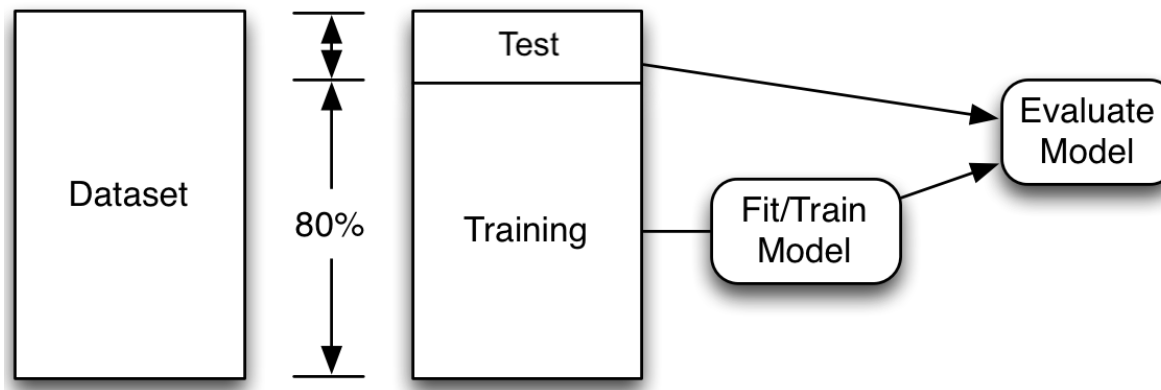 Dataset
80%
Test
Training
Fit/Train
Model
Evaluate
Model